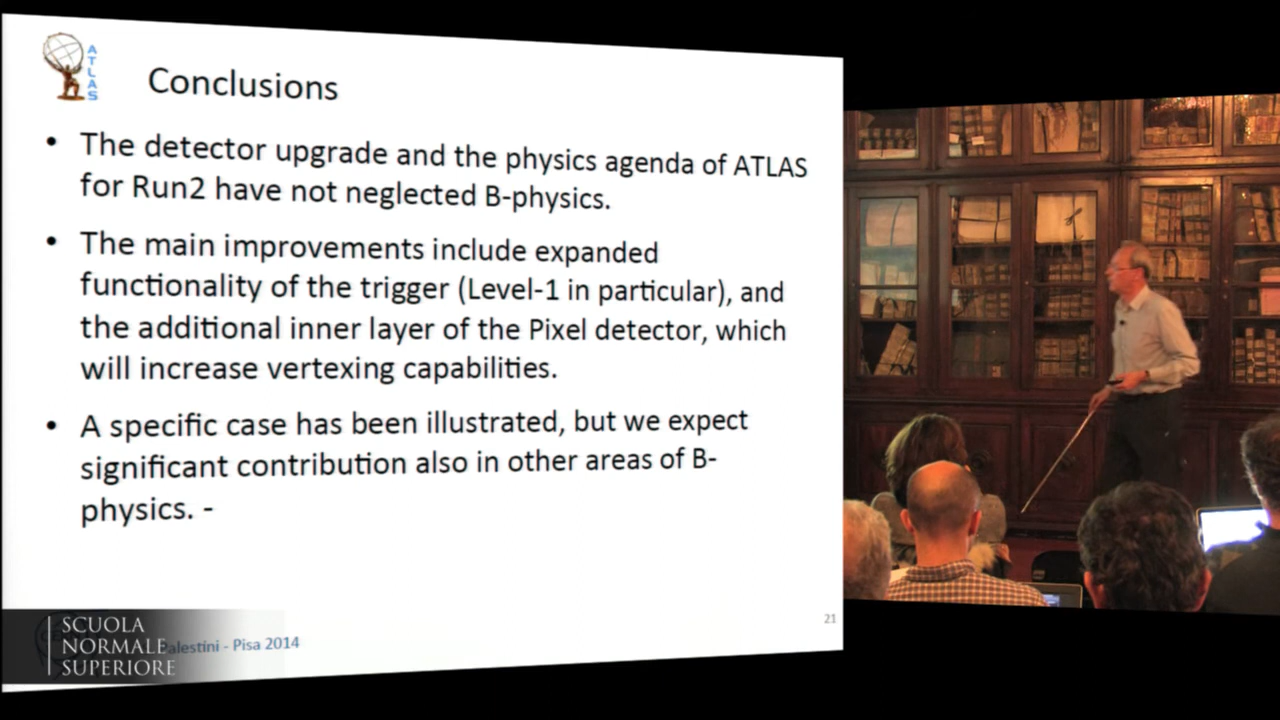 ATLAS
Conclusions
• The detector upgrade and the physics agenda of ATLAS
for Run2 have not neglected B-physics.
• The main improvements include expanded
functionality of the trigger (Level-1 in particular), and
the additional inner layer of the Pixel detector, which
will increase vertexing capabilities.
• A specific case has been illustrated, but we expect
significant contribution also in other areas of B-
physics. -
21
Palestini - Pisa 2014
SCUOLA
NORMALE
SUPERIORE